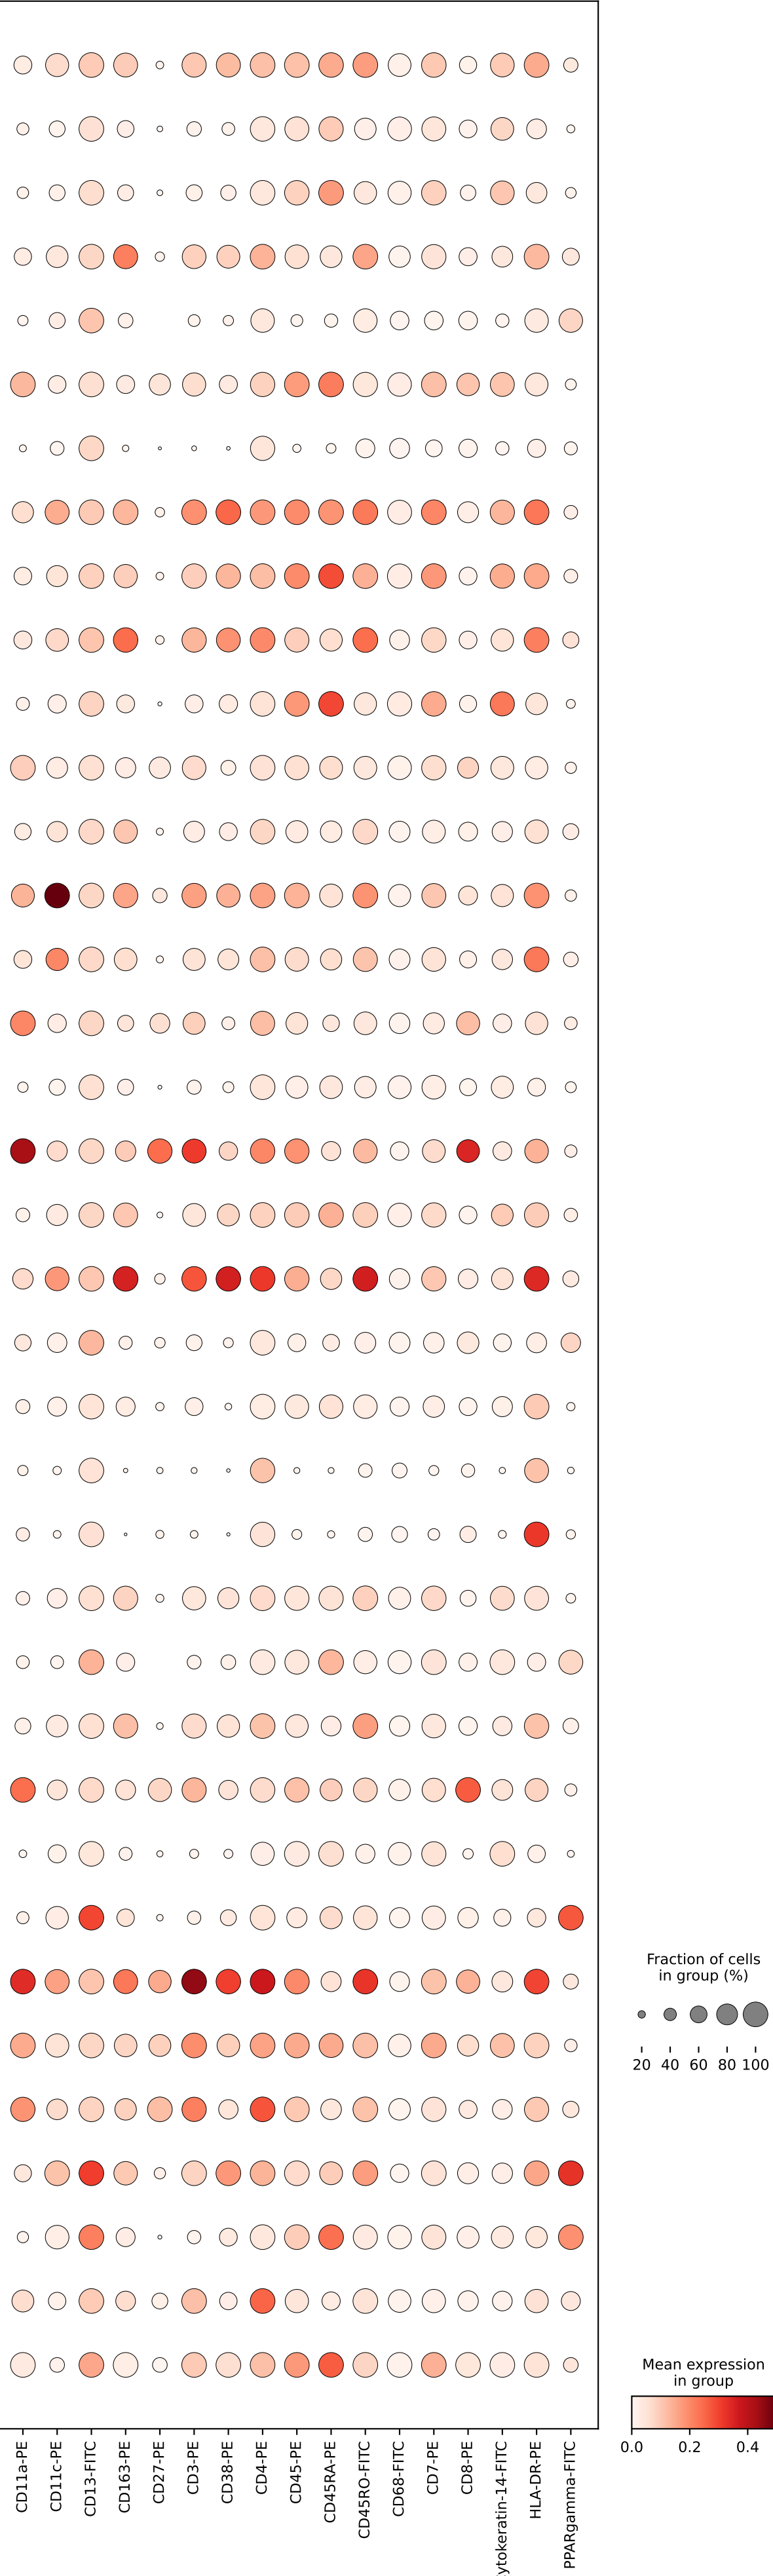 Fraction of cells
in group (%)
20 40 60 80 100
Mean expression
in group
0.0 0.2 0.4
CD11a-PE
CD11c-PE
CD13-FITC
CD163-PE
CD27-PE
CD3-PE
CD38-PE
CD4-PE
CD45-PE
CD45RA-PE
CD45RO-FITC
CD68-FITC
CD7-PE
CD8-PE
ytokeratin-14-FITC
HLA-DR-PE
PPARgamma-FITC